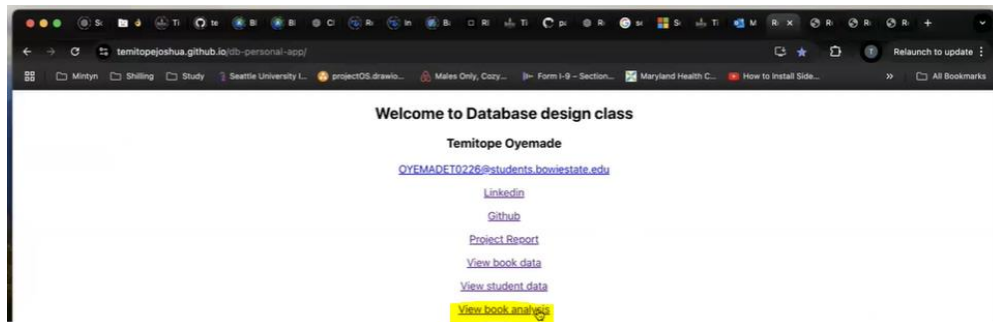 temitopejoshua.github.io/db-personal-app/
Relaunch to update
Mintyn
Shilling
Study
Seattle University I...
projectOS.drawio...
Males Only, Cozy...
Form I-9 – Section...
Maryland Health C...
How to Install Side...
All Bookmarks
Welcome to Database design class
Temitope Oyemade
OYEMADET0226@students.bowiestate.edu
Linkedin
Github
Project Report
View book data
View student data
View book analysis